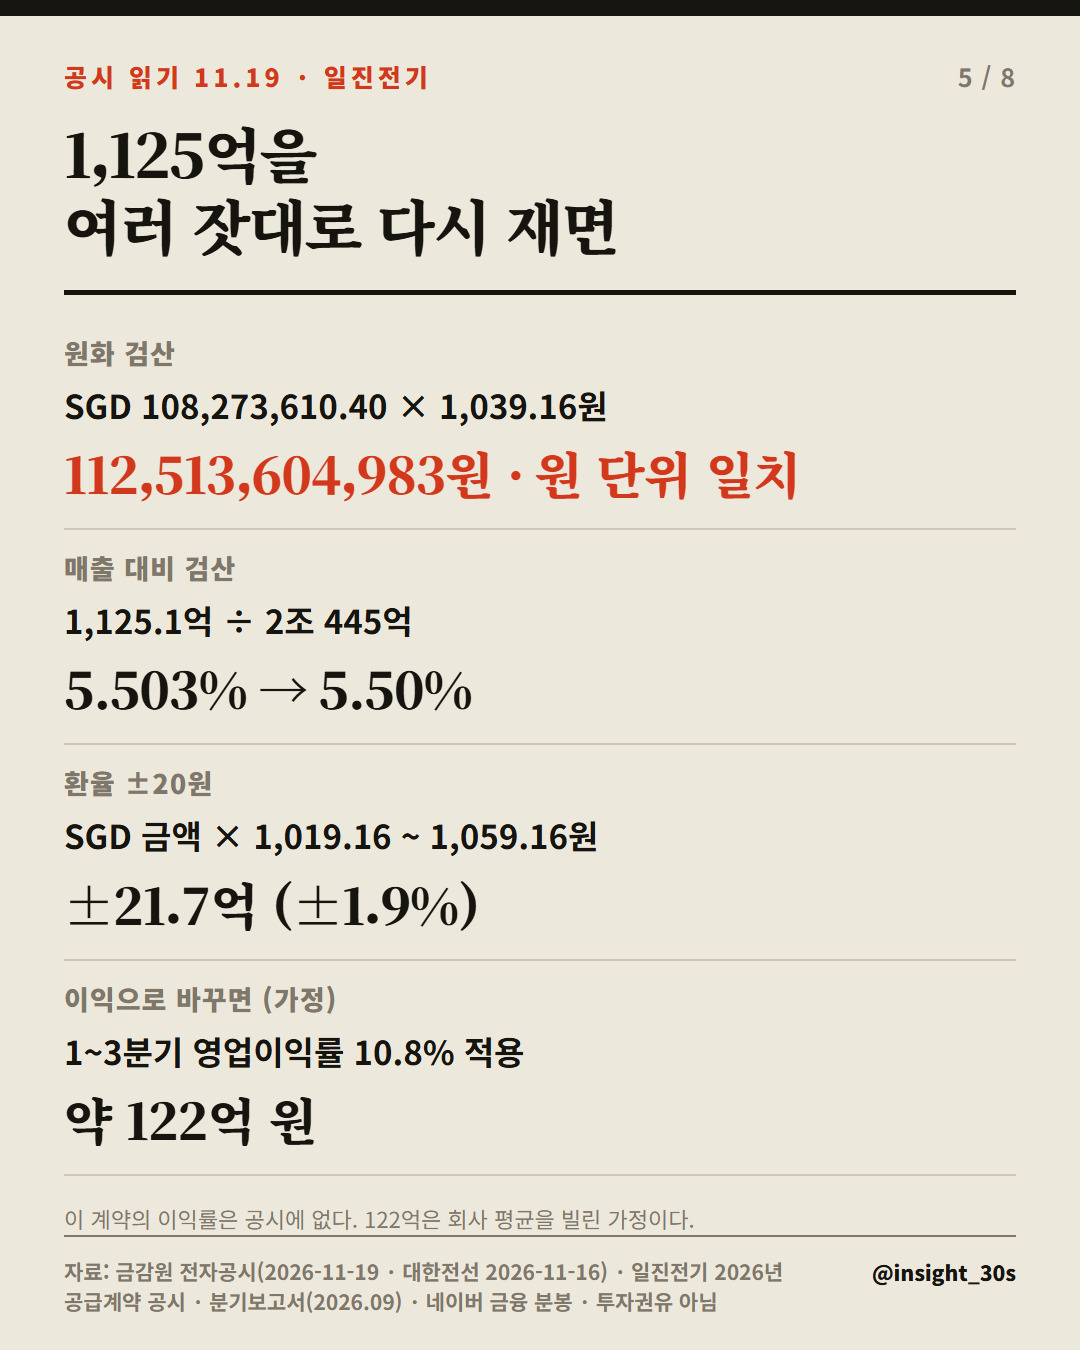 공시 읽기 11.19 · 일진전기
5 / 8
1,125억을
여러 잣대로 다시 재면
원화 검산
SGD 108,273,610.40 × 1,039.16원
112,513,604,983원 · 원 단위 일치
매출 대비 검산
1,125.1억 ÷ 2조 445억
5.503% → 5.50%
환율 ±20원
SGD 금액 × 1,019.16 ~ 1,059.16원
±21.7억 (±1.9%)
이익으로 바꾸면 (가정)
1~3분기 영업이익률 10.8% 적용
약 122억 원
이 계약의 이익률은 공시에 없다. 122억은 회사 평균을 빌린 가정이다.
자료: 금감원 전자공시(2026-11-19 · 대한전선 2026-11-16) · 일진전기 2026년
@insight_30s
공급계약 공시 · 분기보고서(2026.09) · 네이버 금융 분봉 · 투자권유 아님